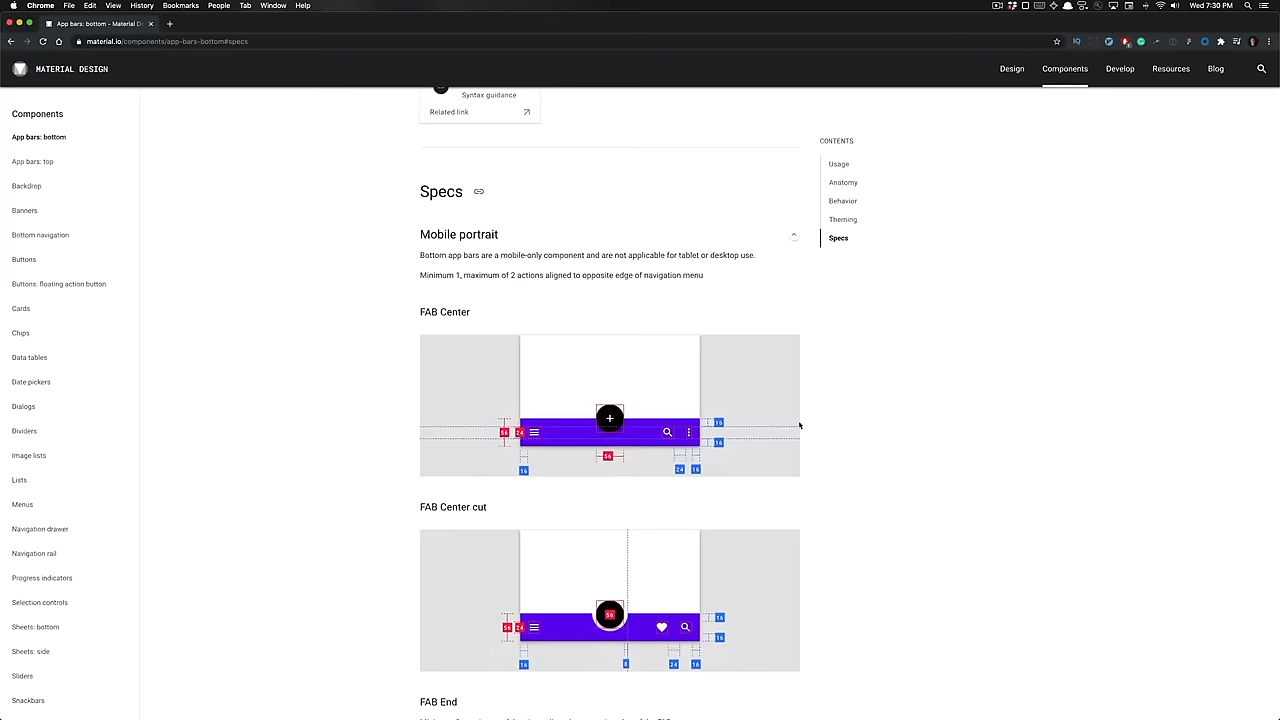 Chrome File Edit View History Bookmarks People Tab Window Help
Wed 7:30 PM
App bars: bottom – Material D
material.io/components/app-bars-bottom#specs
MATERIAL DESIGN
Design Components Develop Resources Blog
Components
App bars: bottom
App bars: top
Backdrop
Banners
Bottom navigation
Buttons
Buttons: floating action button
Cards
Chips
Data tables
Date pickers
Dialogs
Dividers
Image lists
Lists
Menus
Navigation drawer
Navigation rail
Progress indicators
Selection controls
Sheets: bottom
Sheets: side
Sliders
Snackbars
Syntax guidance
Related link
Specs
Mobile portrait
Bottom app bars are a mobile-only component and are not applicable for tablet or desktop use.
Minimum 1, maximum of 2 actions aligned to opposite edge of navigation menu
FAB Center
16
56 24
16
56
16 24 16
FAB Center cut
56
16
56 24
16
16 8 24 16
FAB End
CONTENTS
Usage
Anatomy
Behavior
Theming
Specs